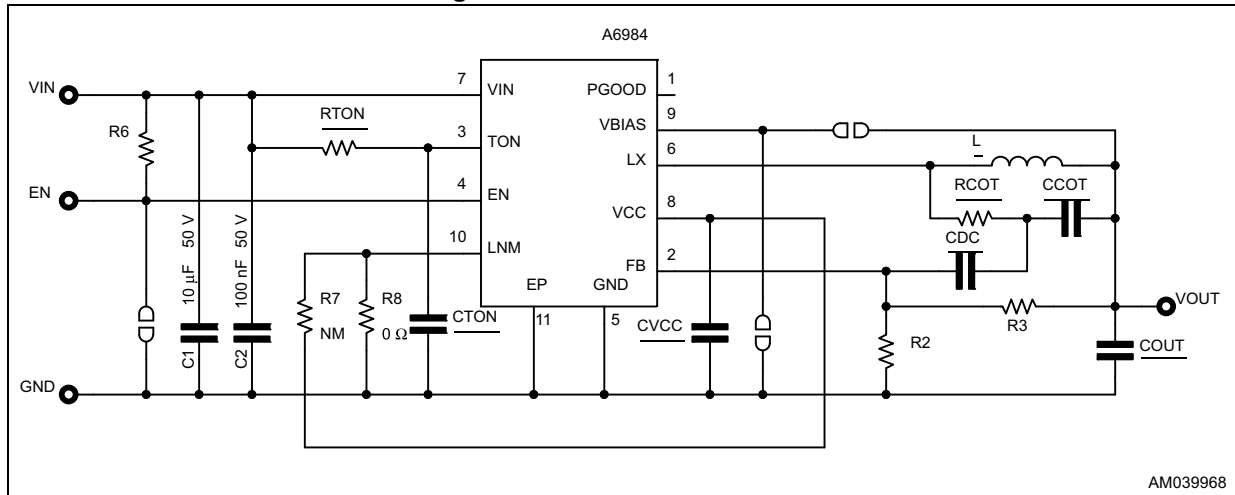 g
A6984
VIN
7
VIN
PGOOD
1
R6
RTON
3
TON
VBIAS
9
LX
6
L
EN
4
EN
RCOT
CCOT
VCC
8
10
LNM
CDC
FB
2
10 µF 50 V
100 nF 50 V
EP
GND
R7
NM
R8
0 Ω
CTON
11
5
CVCC
R2
R3
VOUT
COUT
C1
C2
GND
AM039968